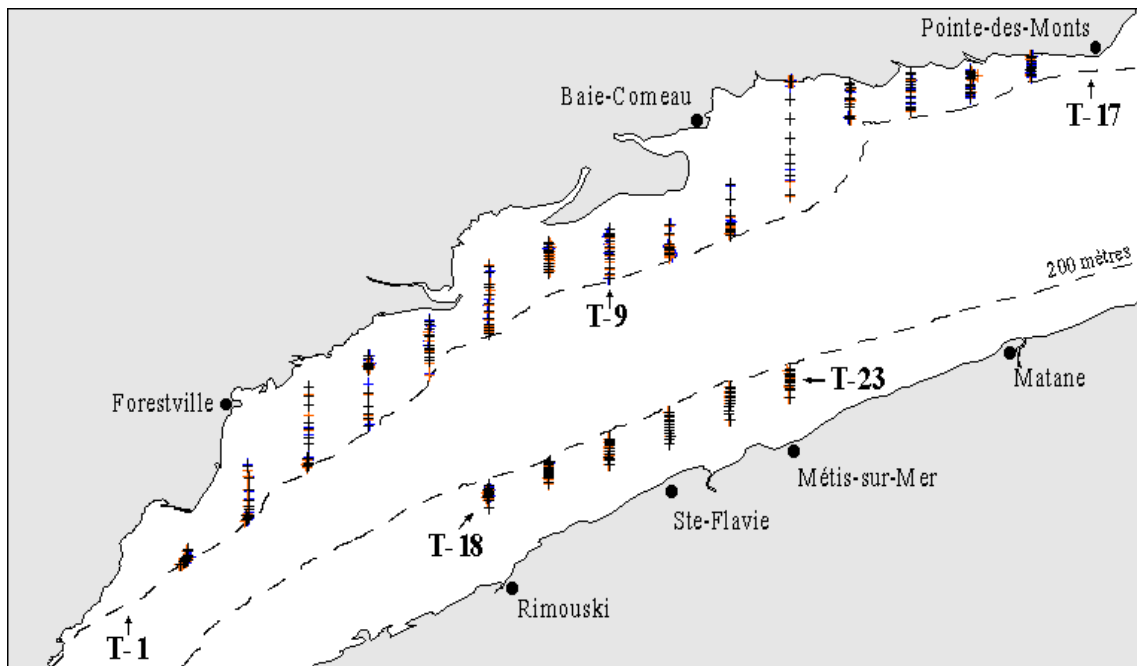 Pointe-des-Monts
Baie-Comeau
T-17
200 mètres
T-9
Forestville
T-23
Matane
Métis-sur-Mer
Ste-Flavie
T-18
Rimouski
T-1